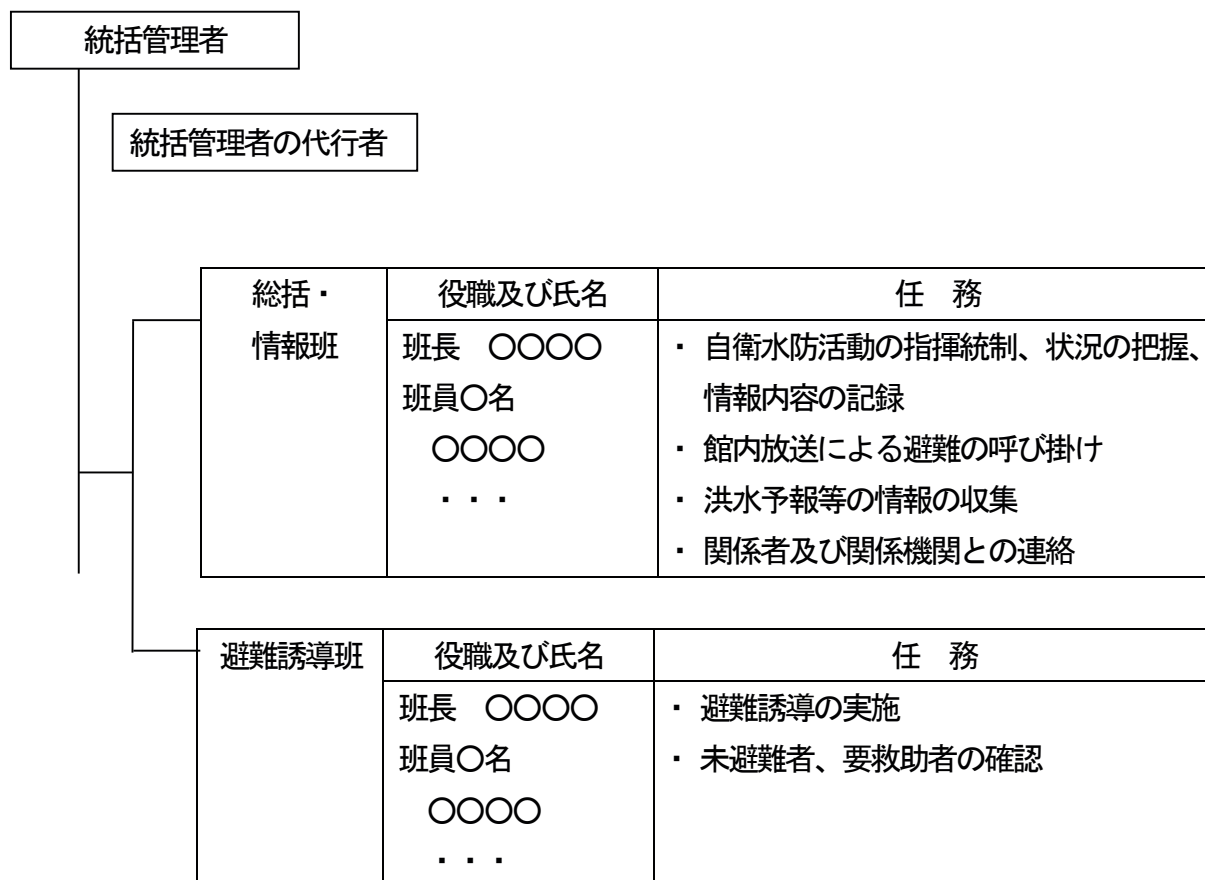 統括管理者
統括管理者の代行者
総括・
情報班
役職及び氏名
任　務
班長　〇〇〇〇
班員〇名
〇〇〇〇
・・・
・ 自衛水防活動の指揮統制、状況の把握、
情報内容の記録
・ 館内放送による避難の呼び掛け
・ 洪水予報等の情報の収集
・ 関係者及び関係機関との連絡
避難誘導班
役職及び氏名
任　務
班長　〇〇〇〇
班員〇名
〇〇〇〇
・・・
・ 避難誘導の実施
・ 未避難者、要救助者の確認